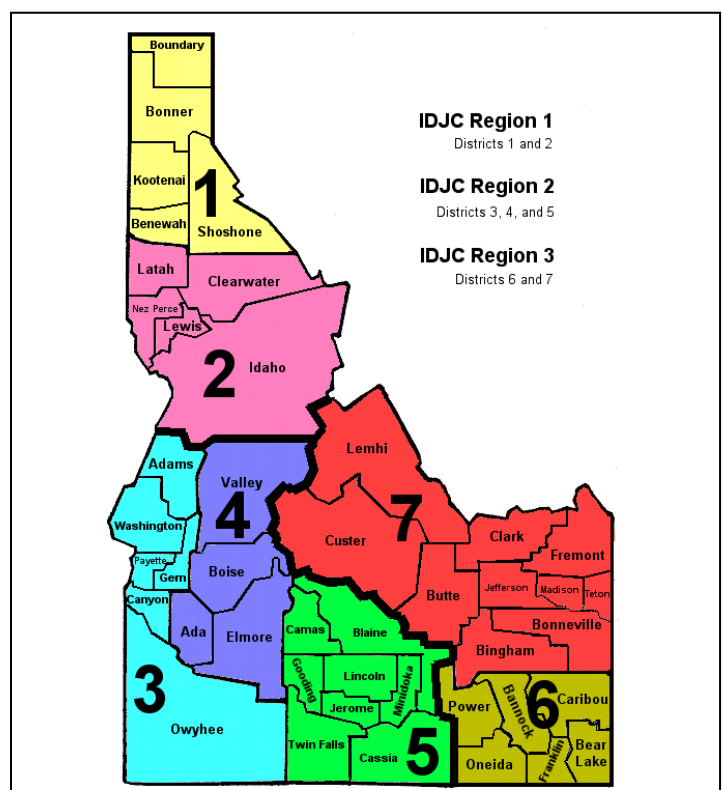 Boundary
Bonner
IDJC Region 1
Districts 1 and 2
Kootenai
1
IDJC Region 2
Districts 3, 4, and 5
Benewah
Shoshone
IDJC Region 3
Districts 6 and 7
Latah
Clearwater
Nez Perce
Lewis
2
Idaho
Lemhi
Adams
Valley
7
4
Washington
Custer
Clark
Fremont
Payette
Gem
Boise
Butte
Jefferson
Madison
Teton
Canyon
Ada
Elmore
Camas
Blaine
Bonneville
Bingham
3
Gooding
Lincoln
Minidoka
Jerome
Power
Bannock
6
Caribou
Owyhee
Twin Falls
Cassia
5
Oneida
Franklin
Bear
Lake